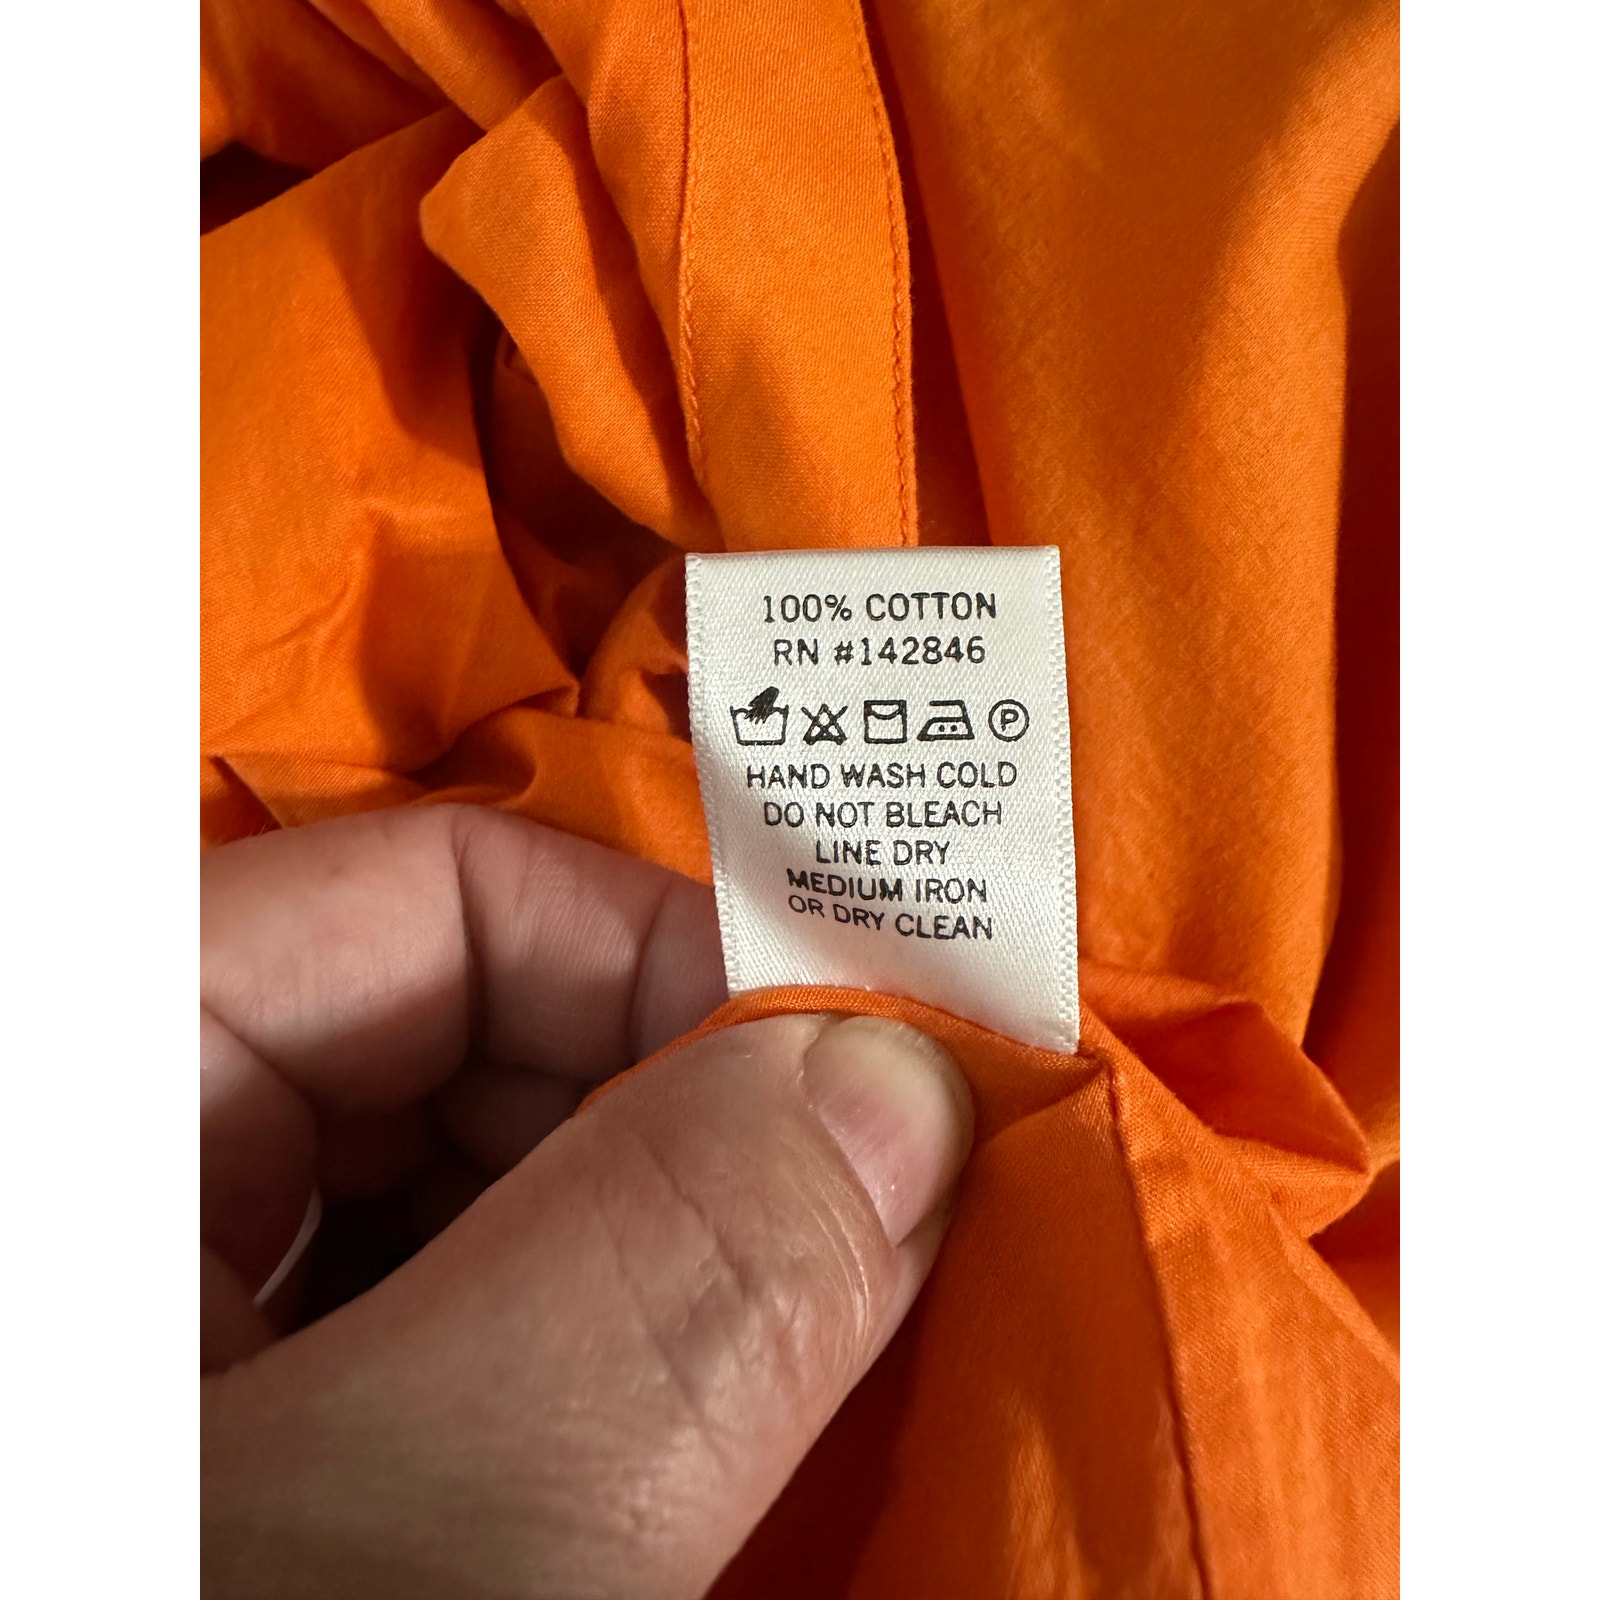 100% COTTON
RN #142846
P
HAND WASH COLD
DO NOT BLEACH
LINE DRY
MEDIUM IRON
OR DRY CLEAN